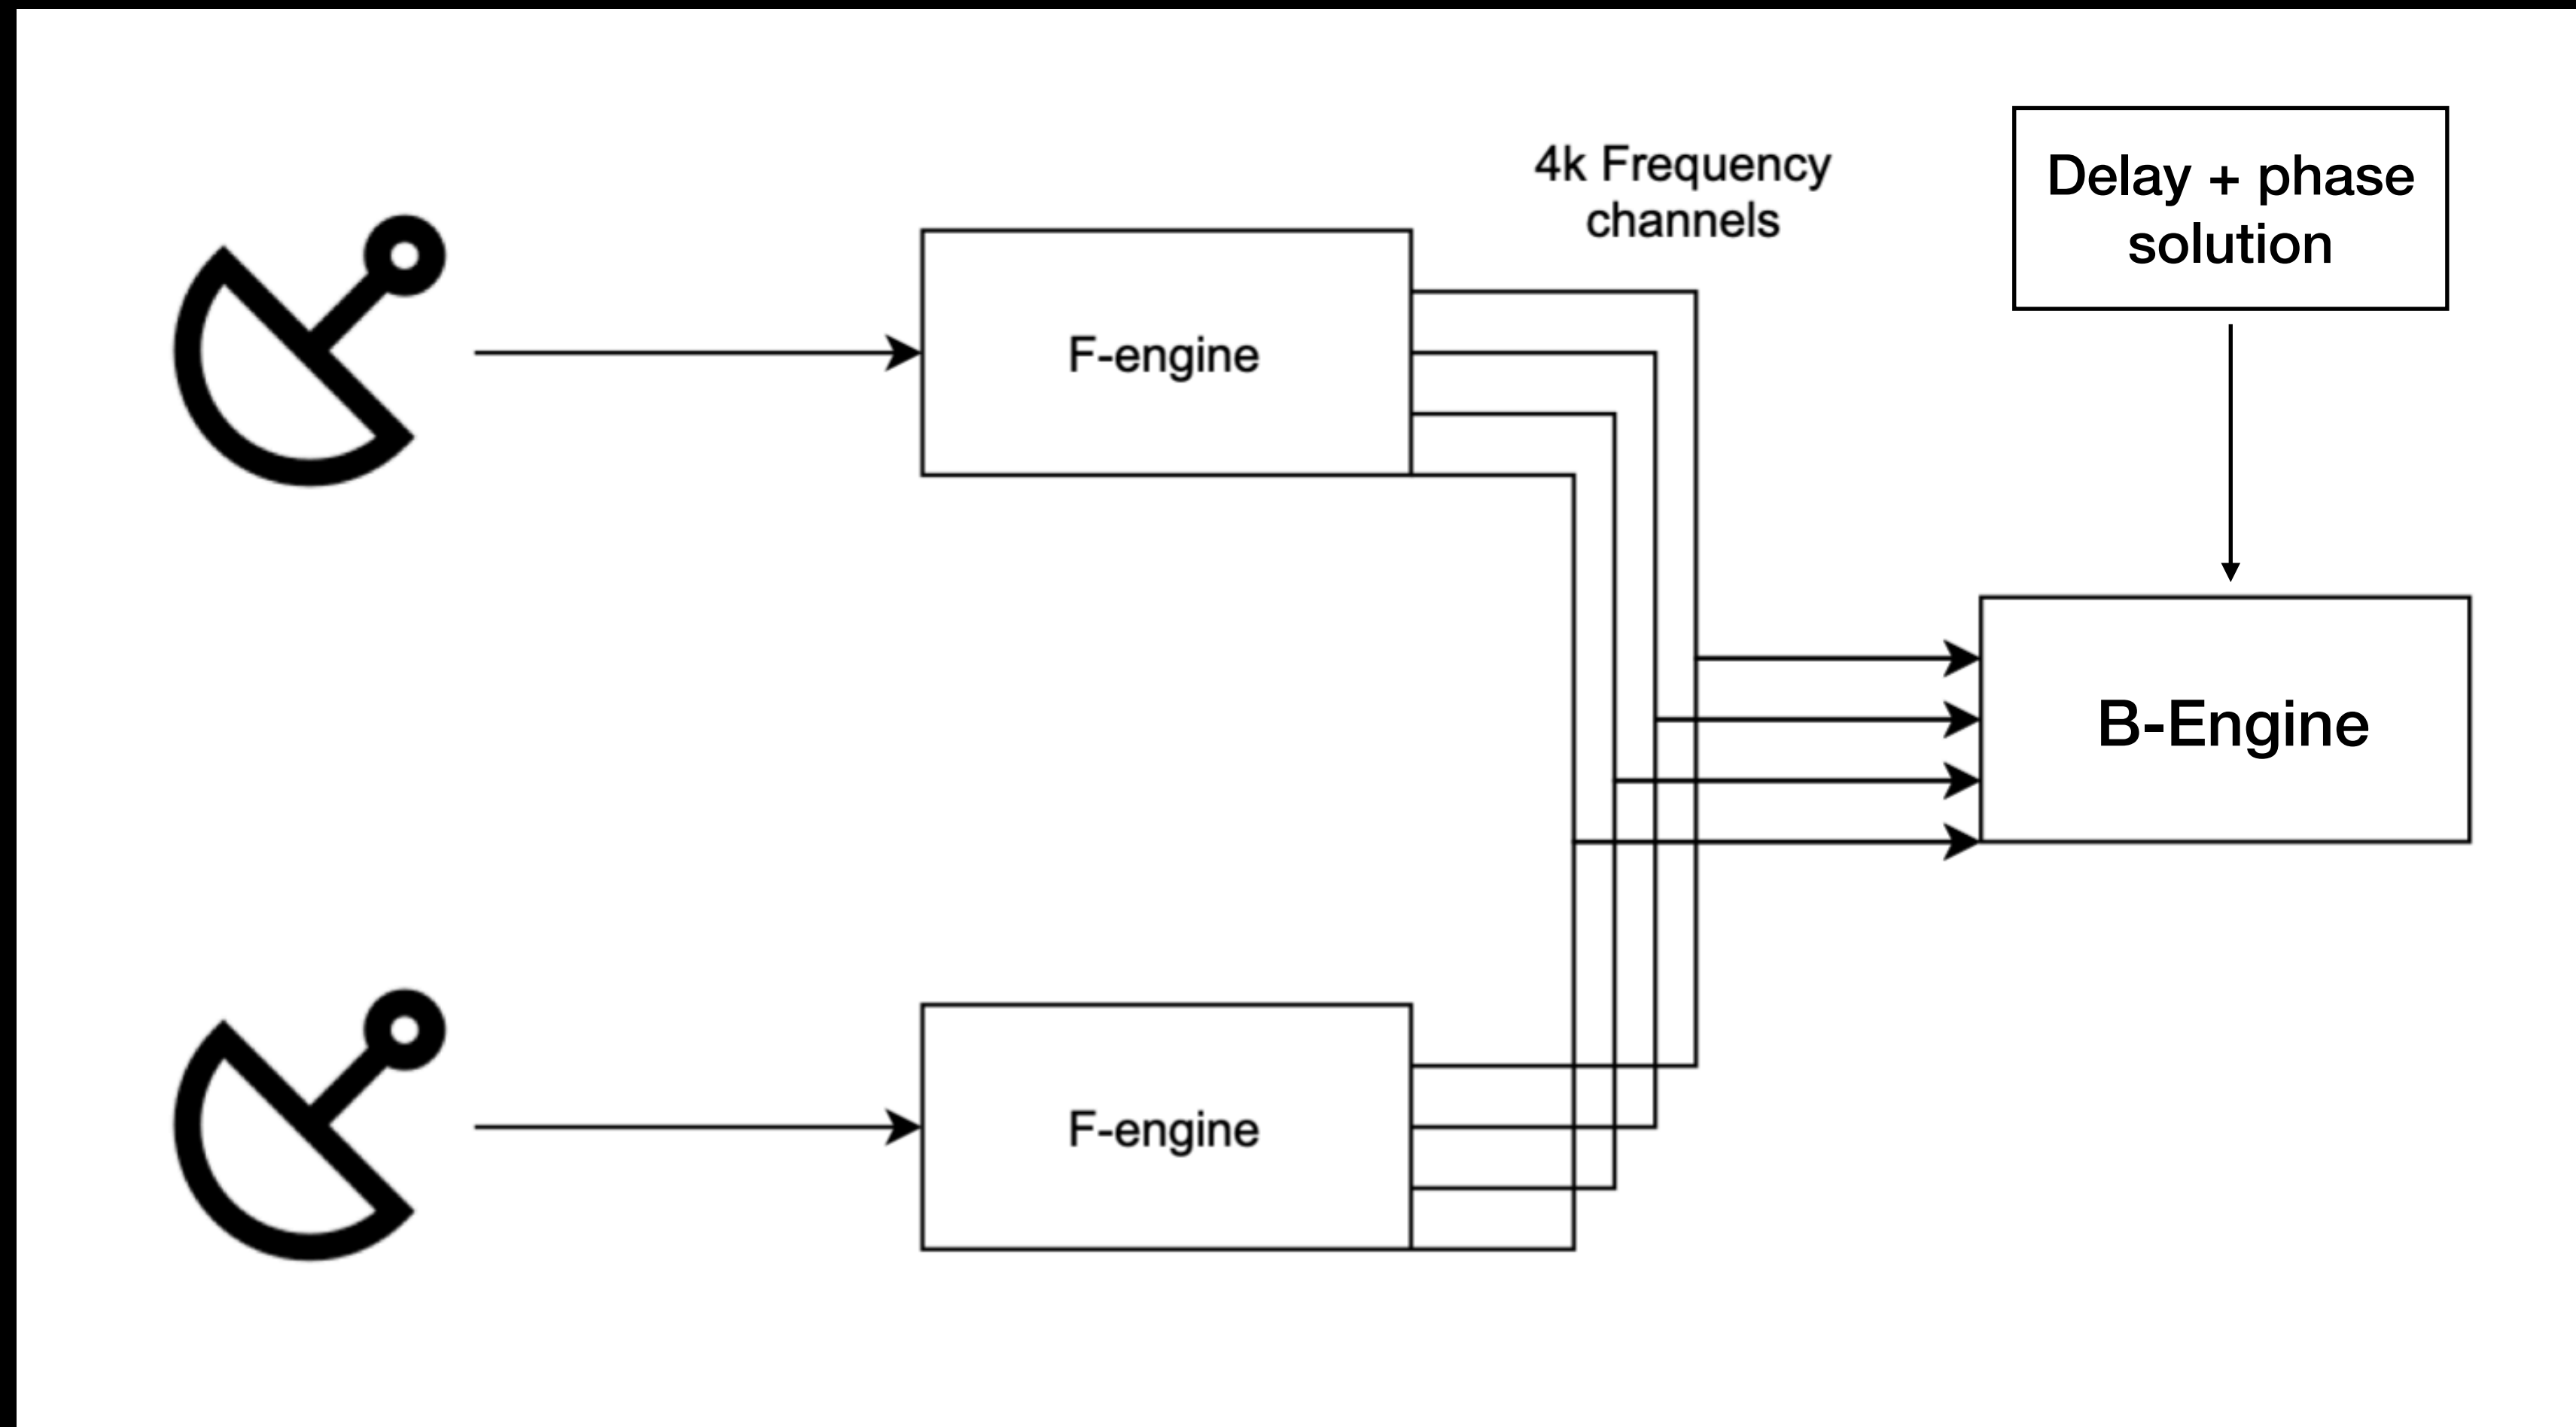 4k Frequency
channels
Delay + phase
solution
F-engine
B-Engine
F-engine